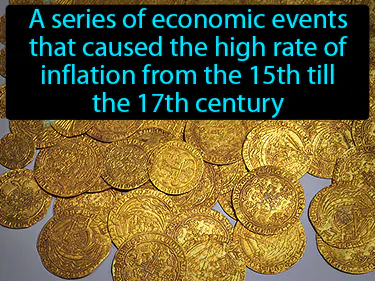 A series of economic events
that caused the high rate of
inflation from the 15th till
the 17th century